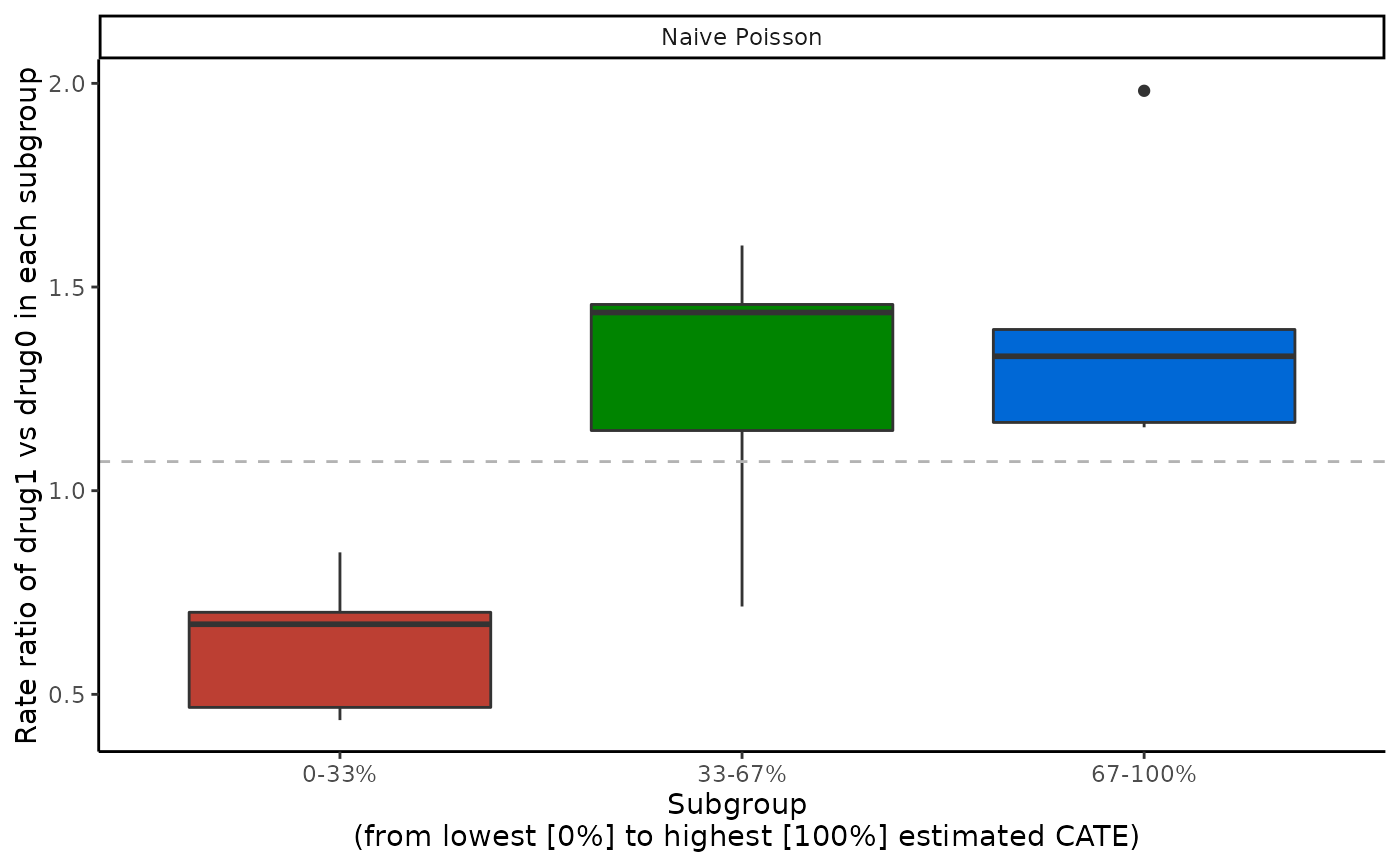 Naive Poisson
Rate ratio of drug1 vs drug0 in each subgroup
2.0
1.5
1.0
0.5
0-33%
33-67%
67-100%
Subgroup
(from lowest [0%] to highest [100%] estimated CATE)